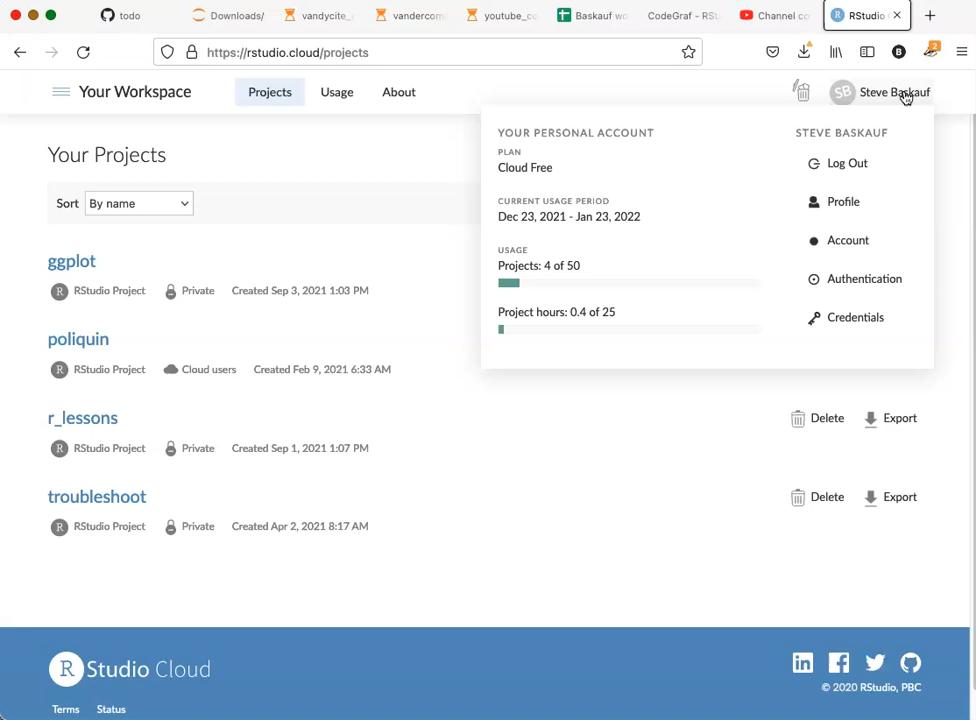 todo
Downloads/
vandycite_
vandercom
youtube_co
Baskauf wo
CodeGraf - RSt
Channel co
RStudio
https://rstudio.cloud/projects
B
2
Your Workspace
Projects
Usage
About
SB
Steve Baskauf
YOUR PERSONAL ACCOUNT
PLAN
Cloud Free
CURRENT USAGE PERIOD
Dec 23, 2021 - Jan 23, 2022
USAGE
Projects: 4 of 50
Project hours: 0.4 of 25
STEVE BASKAUF
Log Out
Profile
Account
Authentication
Credentials
Your Projects
Sort
By name
ggplot
R RStudio Project Private Created Sep 3, 2021 1:03 PM
poliquin
R RStudio Project Cloud users Created Feb 9, 2021 6:33 AM
r_lessons
Delete Export
R RStudio Project Private Created Sep 1, 2021 1:07 PM
troubleshoot
Delete Export
R RStudio Project Private Created Apr 2, 2021 8:17 AM
R Studio Cloud
© 2020 RStudio, PBC
Terms
Status